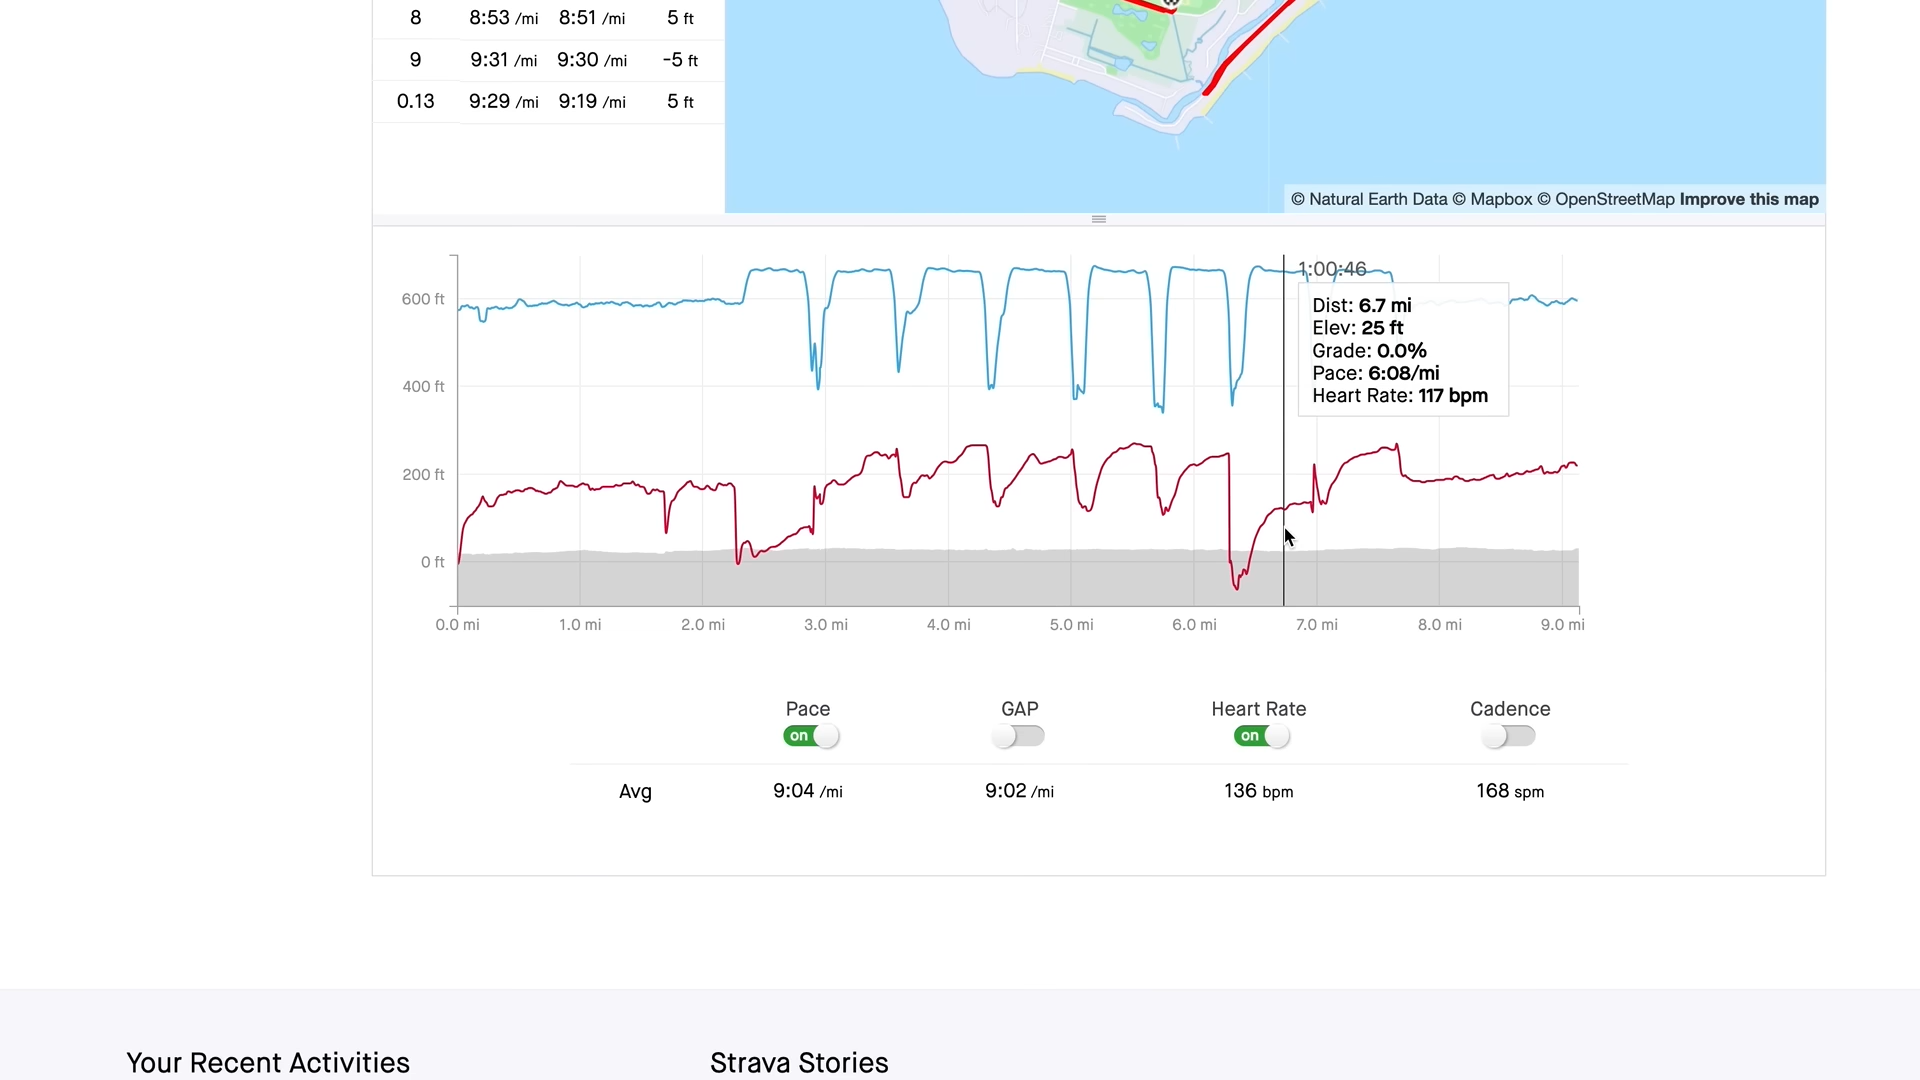 8 8:53 /mi 8:51 /mi 5 ft
9 9:31 /mi 9:30 /mi -5 ft
0.13 9:29 /mi 9:19 /mi 5 ft
© Natural Earth Data © Mapbox © OpenStreetMap Improve this map
1:00:46
Dist: 6.7 mi
Elev: 25 ft
Grade: 0.0%
Pace: 6:08/mi
Heart Rate: 117 bpm
600 ft
400 ft
200 ft
0 ft
0.0 mi 1.0 mi 2.0 mi 3.0 mi 4.0 mi 5.0 mi 6.0 mi 7.0 mi 8.0 mi 9.0 mi
Pace GAP Heart Rate Cadence
on on
Avg 9:04 /mi 9:02 /mi 136 bpm 168 spm
Your Recent Activities Strava Stories